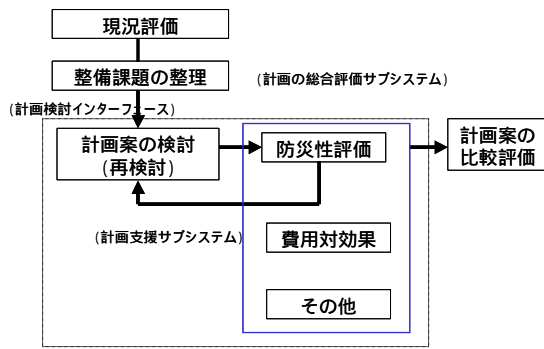 現況評価
整備課題の整理
(計画の総合評価サブシステム)
(計画検討インターフェース)
計画案の検討
(再検討)
防災性評価
計画案の
比較評価
(計画支援サブシステム)
費用対効果
その他